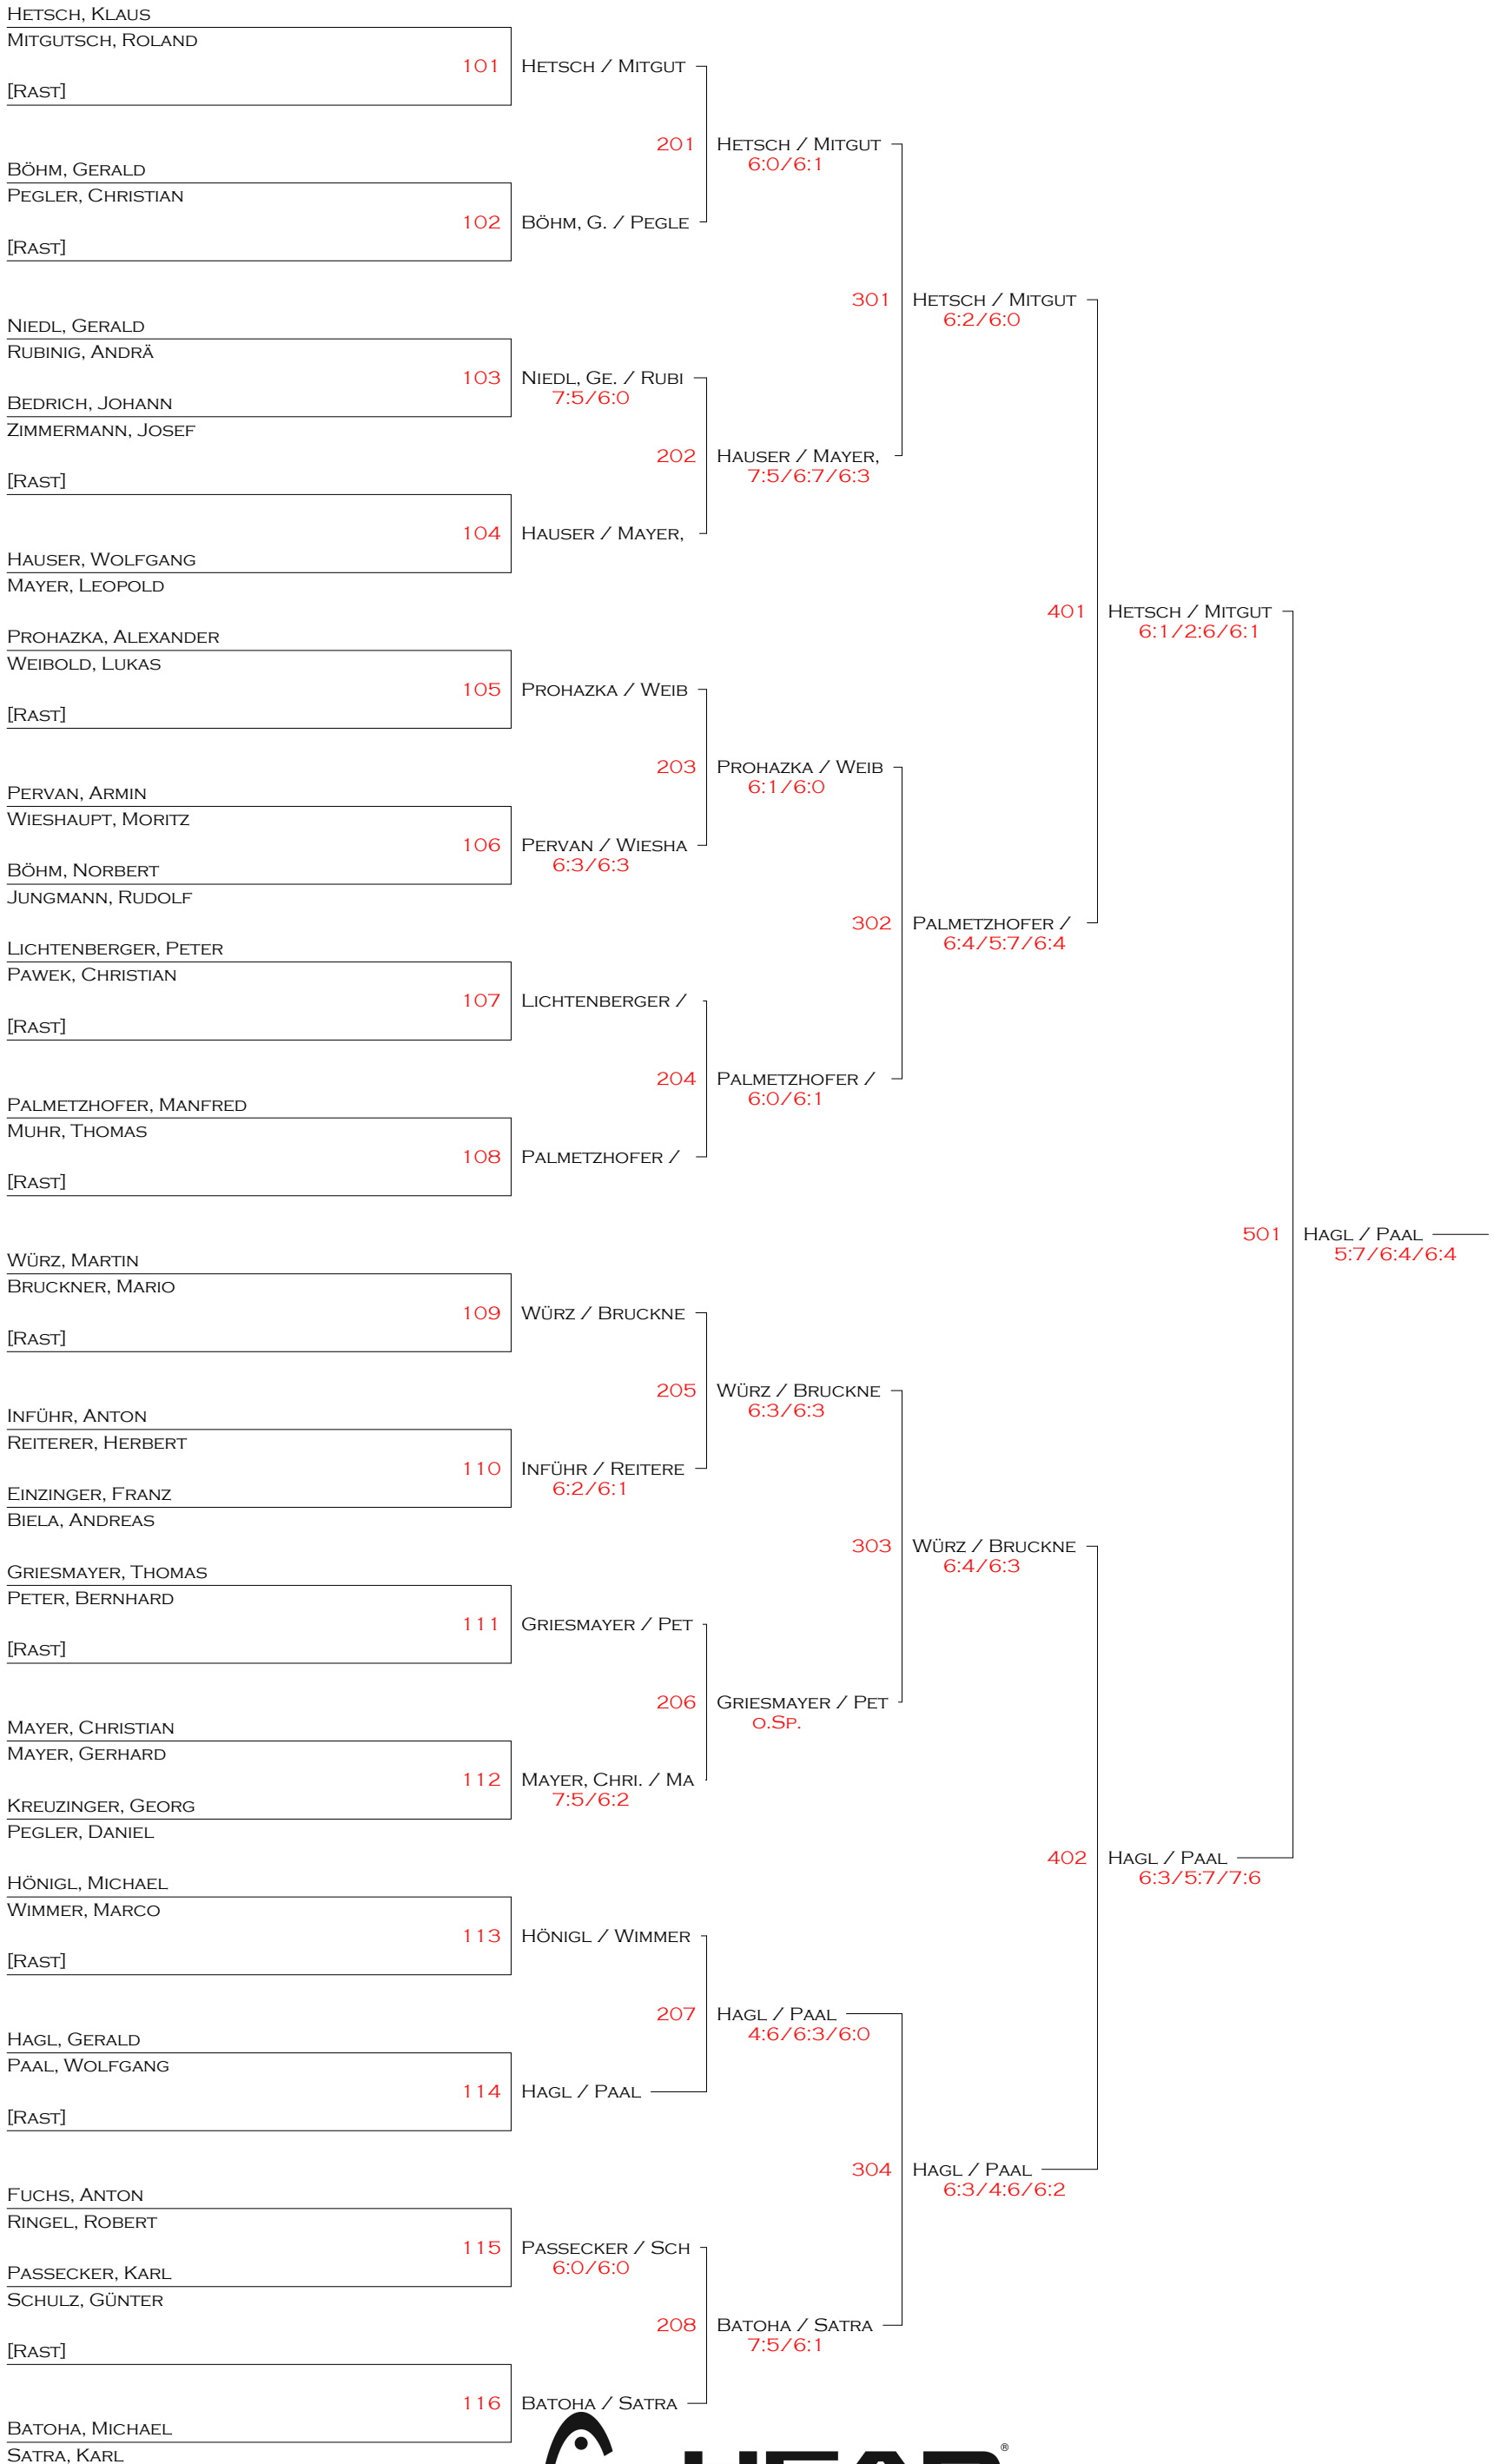 Hetsch, Klaus
Mitgutsch, Roland
101 Hetsch / Mitgut
[Rast]
201 Hetsch / Mitgut
6:0/6:1
Böhm, Gerald
Pegler, Christian
102 Böhm, G. / Pegle
[Rast]
301 Hetsch / Mitgut
6:2/6:0
Niedl, Gerald
Rubinig, Andrä
103 Niedl, Ge. / Rubi
7:5/6:0
Bedrich, Johann
Zimmermann, Josef
202 Hauser / Mayer,
7:5/6:7/6:3
[Rast]
104 Hauser / Mayer,
Hauser, Wolfgang
Mayer, Leopold
401 Hetsch / Mitgut
6:1/2:6/6:1
Prohazka, Alexander
Weibold, Lukas
105 Prohazka / Weib
[Rast]
203 Prohazka / Weib
6:1/6:0
Pervan, Armin
Wieshaupt, Moritz
106 Pervan / Wiesha
6:3/6:3
Böhm, Norbert
Jungmann, Rudolf
302 Palmetzhofer /
6:4/5:7/6:4
Lichtenberger, Peter
Pawek, Christian
107 Lichtenberger /
[Rast]
204 Palmetzhofer /
6:0/6:1
Palmetzhofer, Manfred
Muhr, Thomas
108 Palmetzhofer /
[Rast]
501 Hagl / Paal
5:7/6:4/6:4
Würz, Martin
Bruckner, Mario
109 Würz / Bruckne
[Rast]
205 Würz / Bruckne
6:3/6:3
Inführ, Anton
Reiterer, Herbert
110 Inführ / Reitere
6:2/6:1
Einzinger, Franz
Biela, Andreas
303 Würz / Bruckne
6:4/6:3
Griesmayer, Thomas
Peter, Bernhard
111 Griesmayer / Pet
[Rast]
206 Griesmayer / Pet
o.Sp.
Mayer, Christian
Mayer, Gerhard
112 Mayer, Chri. / Ma
7:5/6:2
Kreuzinger, Georg
Pegler, Daniel
402 Hagl / Paal
6:3/5:7/7:6
Hönigl, Michael
Wimmer, Marco
113 Hönigl / Wimmer
[Rast]
207 Hagl / Paal
4:6/6:3/6:0
Hagl, Gerald
Paal, Wolfgang
114 Hagl / Paal
[Rast]
304 Hagl / Paal
6:3/4:6/6:2
Fuchs, Anton
Ringel, Robert
115 Passecker / Sch
6:0/6:0
Passecker, Karl
Schulz, Günter
208 Batoha / Satra
7:5/6:1
[Rast]
116 Batoha / Satra
Batoha, Michael
Satra, Karl
HEAD®